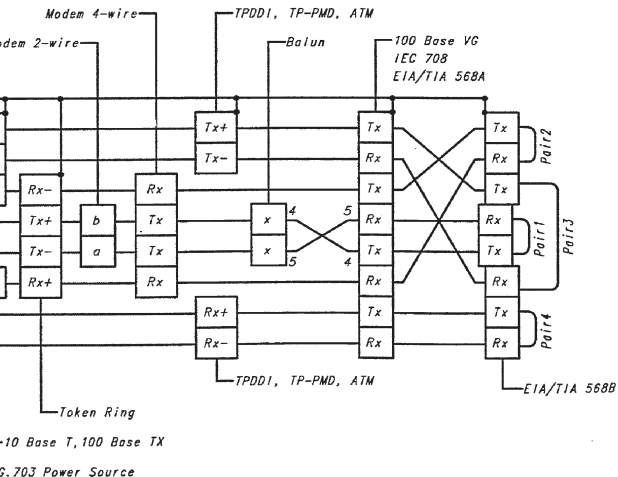 Modem 4-wire
TPDDI, TP-PMD, ATM
odem 2-wire
Balun
100 Base VG
IEC 708
EIA/TIA 568A
Tx+ Tx Tx
Pair2
Tx- Rx Rx
Rx- Rx Tx Tx
Tx+ b Tx x 4 5 Rx Rx
Pair1
Pair3
Tx- a Tx x 5 4 Tx Tx
Rx+ Rx Rx Rx
Rx+ Tx Tx
Pair4
Rx- Rx Rx
TPDDI, TP-PMD, ATM
EIA/TIA 568B
Token Ring
10 Base T, 100 Base TX
G.703 Power Source